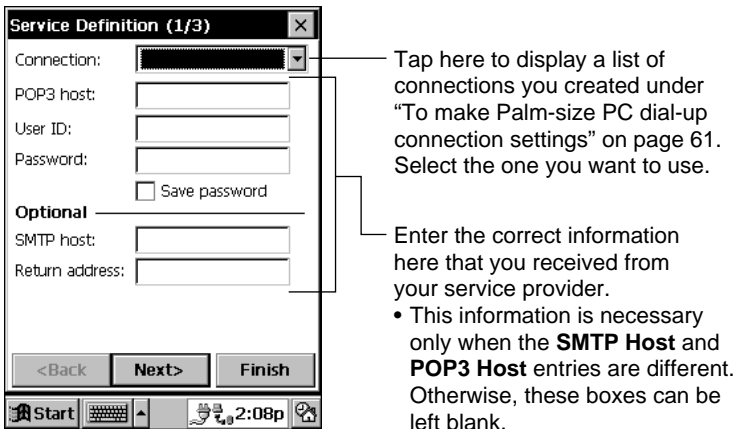 Service Definition (1/3)
Connection:
POP3 host:
User ID:
Password:
Save password
Optional
SMTP host:
Return address:
<Back
Next>
Finish
Start
2:08p
Tap here to display a list of
connections you created under
“To make Palm-size PC dial-up
connection settings” on page 61.
Select the one you want to use.
Enter the correct information
here that you received from
your service provider.
• This information is necessary
only when the SMTP Host and
POP3 Host entries are different.
Otherwise, these boxes can be
left blank.